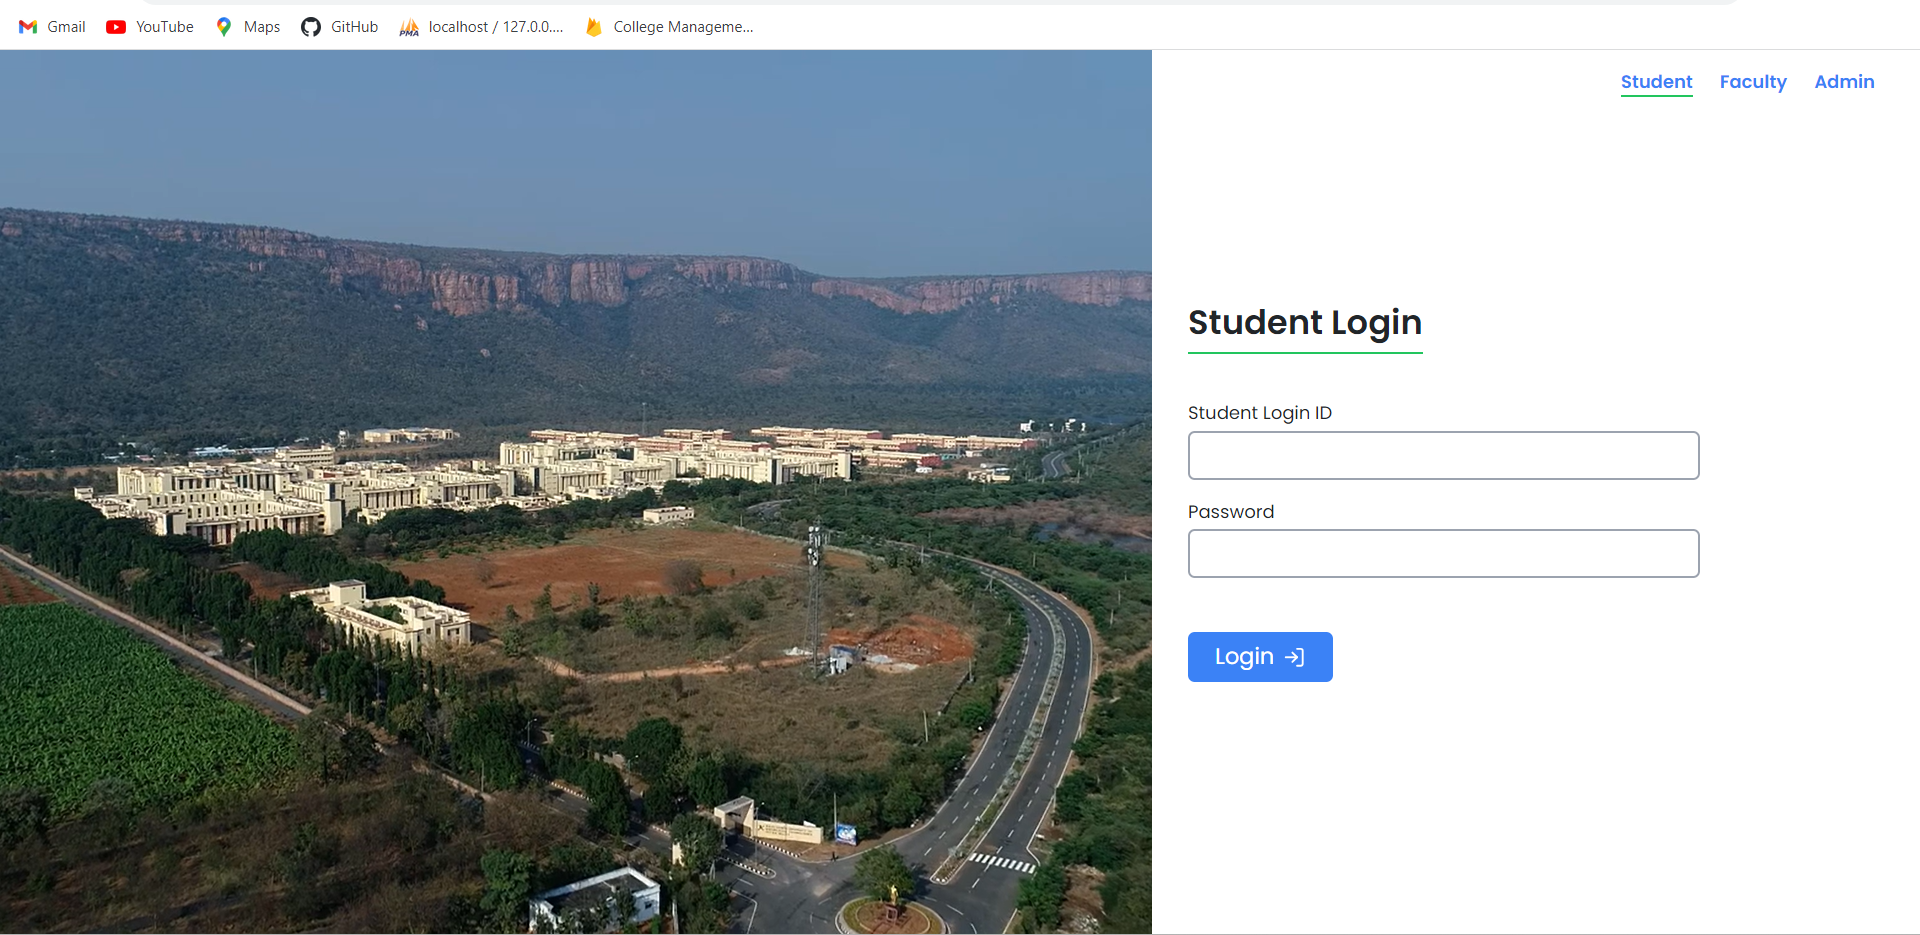 Gmail YouTube Maps GitHub PMA localhost / 127.0.0.... College Manageme...
Student Faculty Admin
Student Login
Student Login ID
Password
Login